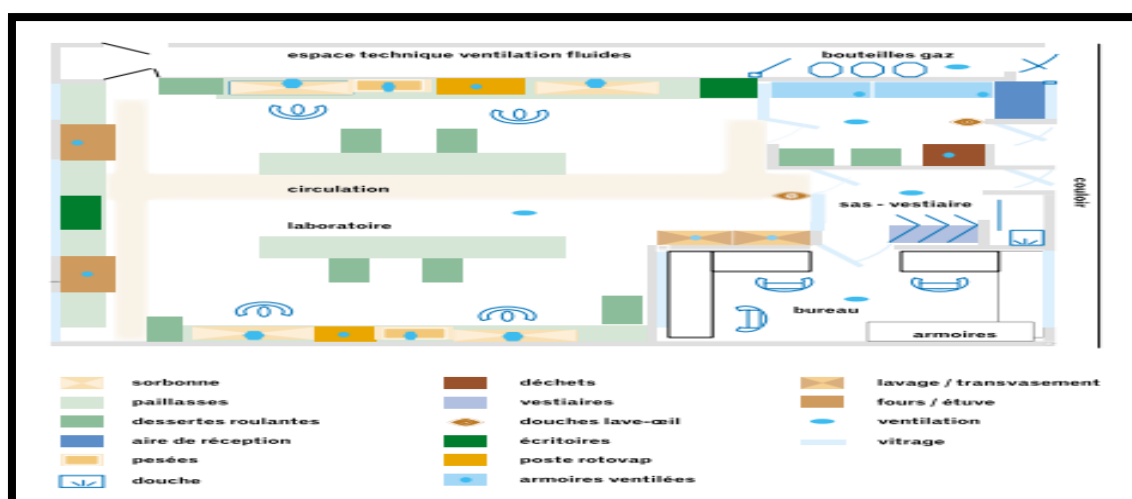 espace technique ventilation fluides
bouteilles gaz
circulation
couloir
sas - vestiaire
laboratoire
bureau
armoires
sorbonne
déchets
lavage / transvasement
paillasses
vestiaires
fours / étuve
dessertes roulantes
douches lave-œil
ventilation
aire de réception
écritoires
vitrage
pesées
poste rotovap
douche
armoires ventilées